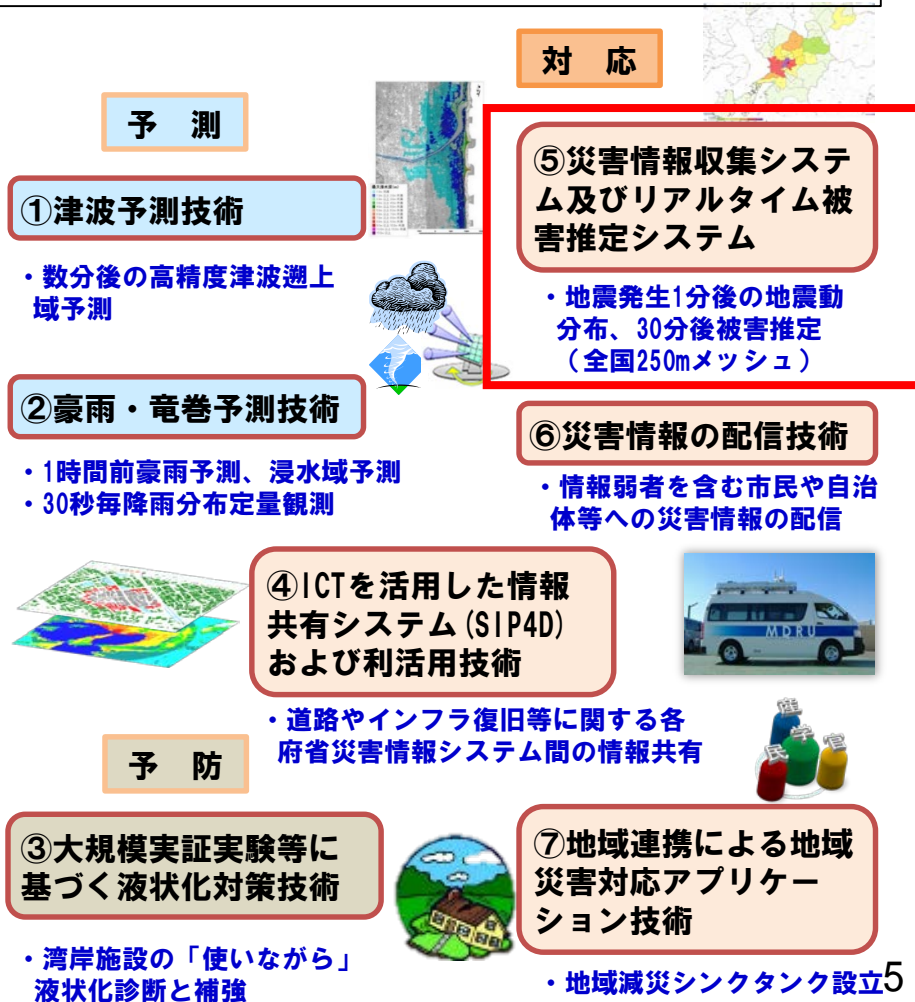 対 応
予 測
①津波予測技術
・数分後の高精度津波遡上
域予測
②豪雨・竜巻予測技術
・1時間前豪雨予測、浸水域予測
・30秒毎降雨分布定量観測
⑤災害情報収集システ
ム及びリアルタイム被
害推定システム
・地震発生1分後の地震動
分布、30分後被害推定
（全国250mメッシュ）
⑥災害情報の配信技術
・情報弱者を含む市民や自治
体等への災害情報の配信
④ICTを活用した情報
共有システム(SIP4D)
および利活用技術
・道路やインフラ復旧等に関する各
府省災害情報システム間の情報共有
MDRU
産
学
民
官
予 防
③大規模実証実験等に
基づく液状化対策技術
・湾岸施設の「使いながら」
液状化診断と補強
⑦地域連携による地域
災害対応アプリケー
ション技術
・地域減災シンクタンク設立
5